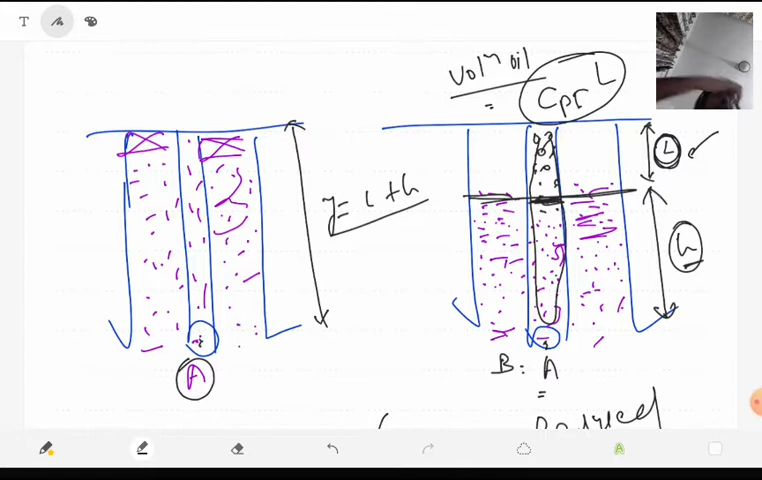 T
Vol^m oil
=
Cpr L
L
y = L + h
h
A
B: A
=
Reduced
A